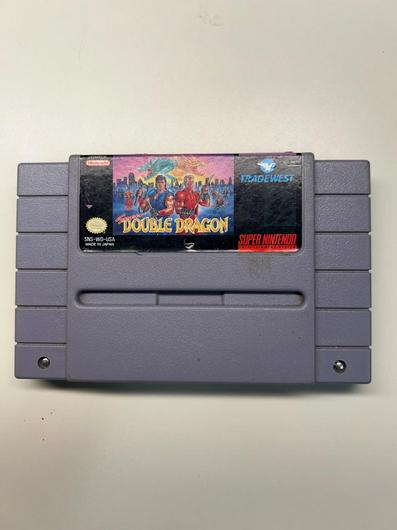 Nintendo
TRADEWEST
Super
DOUBLE DRAGON
SNS-WD-USA
MADE IN JAPAN
SUPER NINTENDO